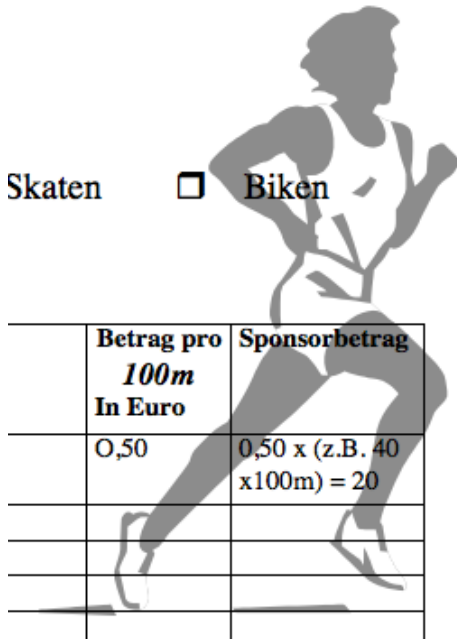 Skaten ❒ Biken
Betrag pro Sponsorbetrag
100m
In Euro
O,50 0,50 x (z.B. 40
x100m) = 20